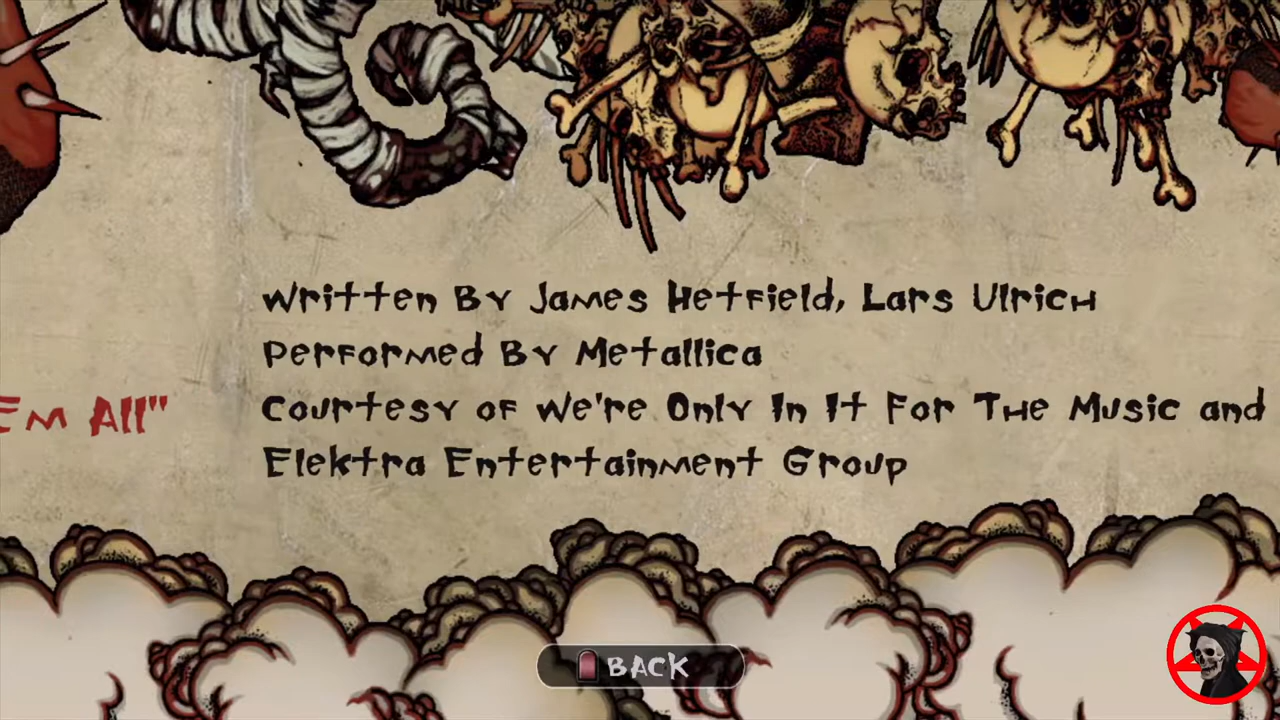 Written By James Hetfield, Lars Ulrich
Performed By Metallica
Em All"
Courtesy of We're Only In It For The Music and
Elektra Entertainment Group
BACK